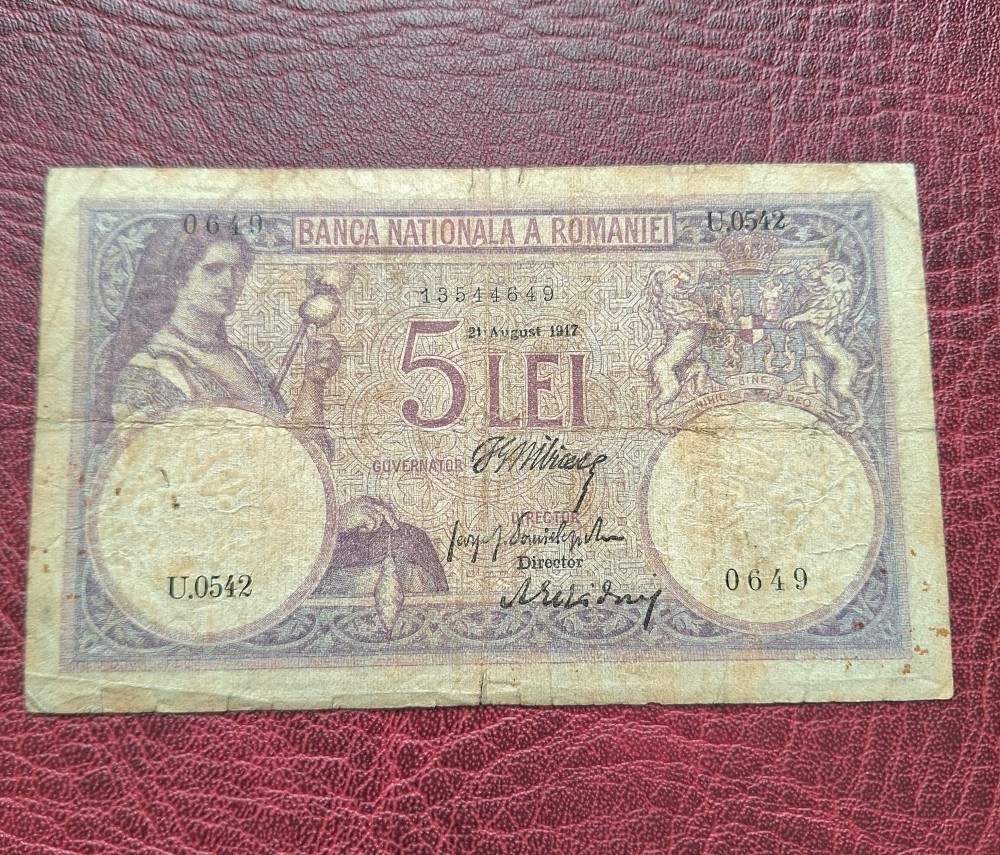 0649 BANCA NATIONALA A ROMANIEI U.0542
13544649
21 August 1917
5 LEI
NIHIL SINE DEO
GUVERNATOR
DIRECTOR
Director
U.0542 0649